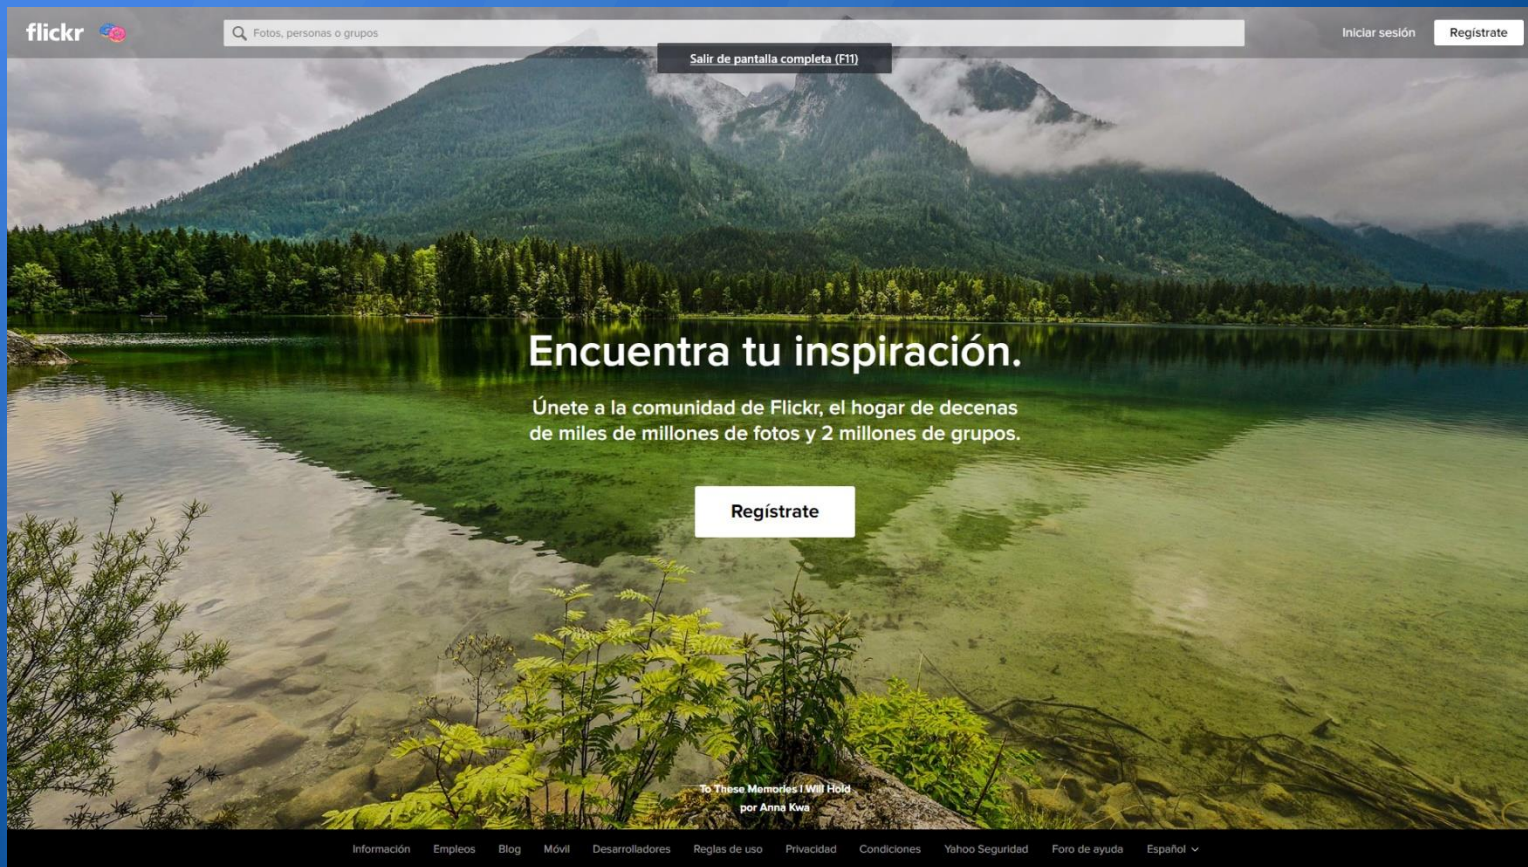 flickr
Fotos, personas o grupos
Iniciar sesión
Regístrate
Salir de pantalla completa (F11)
Encuentra tu inspiración.
Únete a la comunidad de Flickr, el hogar de decenas
de miles de millones de fotos y 2 millones de grupos.
Regístrate
To These Memories I Will Hold
por Anna Kwa
Información Empleos Blog Móvil Desarrolladores Reglas de uso Privacidad Condiciones Yahoo Seguridad Foro de ayuda Español